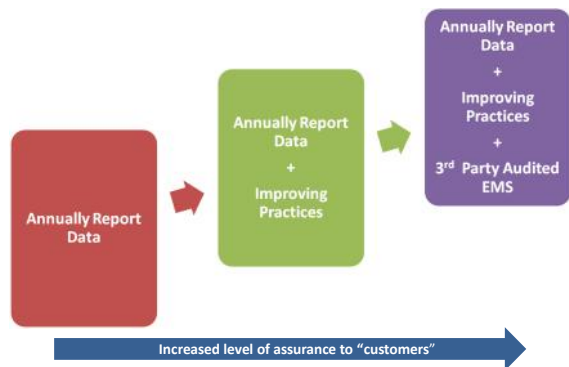 Annually Report
Data
Annually Report
Data
+
Improving
Practices
Annually Report
Data
+
Improving
Practices
+
3rd Party Audited
EMS
Increased level of assurance to “customers”